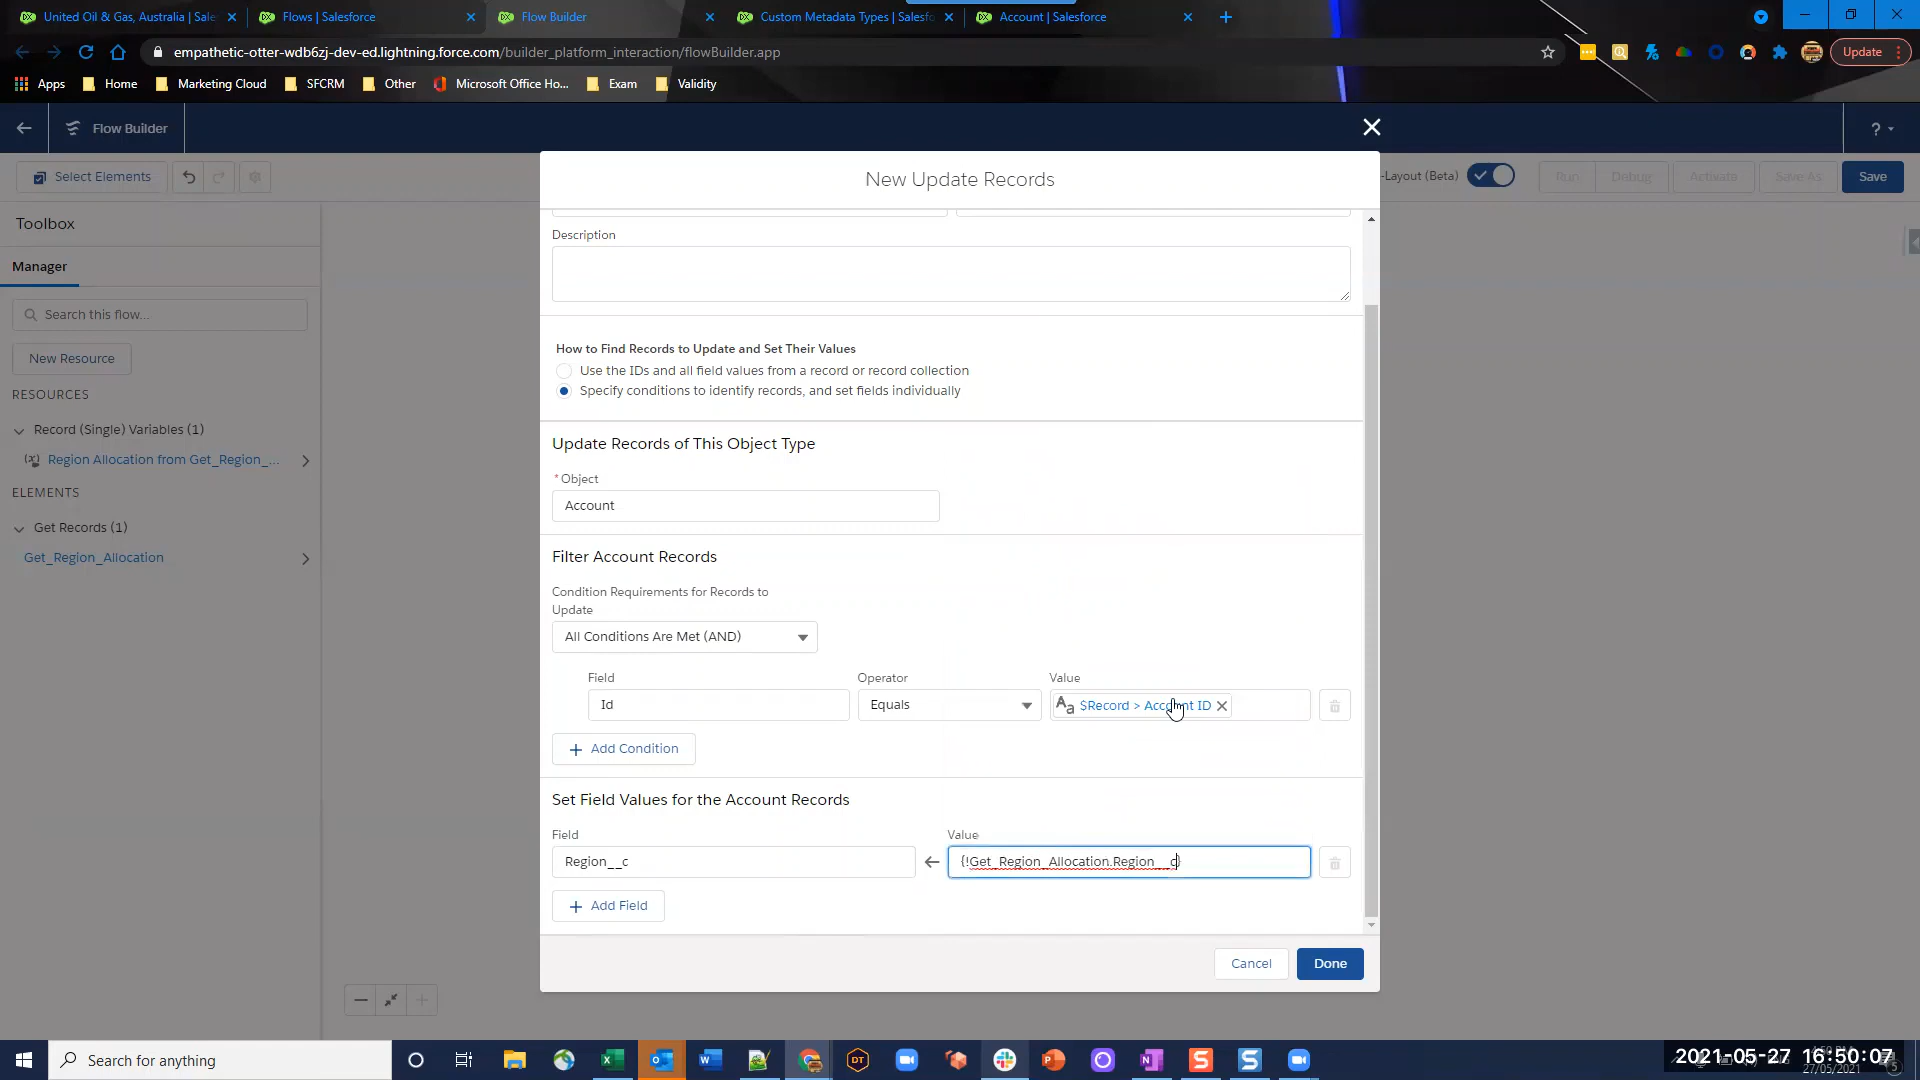 United Oil & Gas, Australia | Sale
Flows | Salesforce
Flow Builder
Custom Metadata Types | Salesfo
Account | Salesforce
empathetic-otter-wdb6zj-dev-ed.lightning.force.com/builder_platform_interaction/flowBuilder.app
Update
Apps
Home
Marketing Cloud
SFCRM
Other
Microsoft Office Ho...
Exam
Validity
Flow Builder
?
Select Elements
-Layout (Beta)
Run
Debug
Activate
Save As
Save
Toolbox
Manager
Search this flow...
New Resource
RESOURCES
Record (Single) Variables (1)
Region Allocation from Get_Region_...
ELEMENTS
Get Records (1)
Get_Region_Allocation
New Update Records
Description
How to Find Records to Update and Set Their Values
Use the IDs and all field values from a record or record collection
Specify conditions to identify records, and set fields individually
Update Records of This Object Type
*Object
Account
Filter Account Records
Condition Requirements for Records to
Update
All Conditions Are Met (AND)
Field
Operator
Value
Id
Equals
Aa $Record > Account ID
+ Add Condition
Set Field Values for the Account Records
Field
Value
Region__c
{!Get_Region_Allocation.Region__c}
+ Add Field
Cancel
Done
Search for anything
DT
2021-05-27 16:50:07
27/05/2021
5